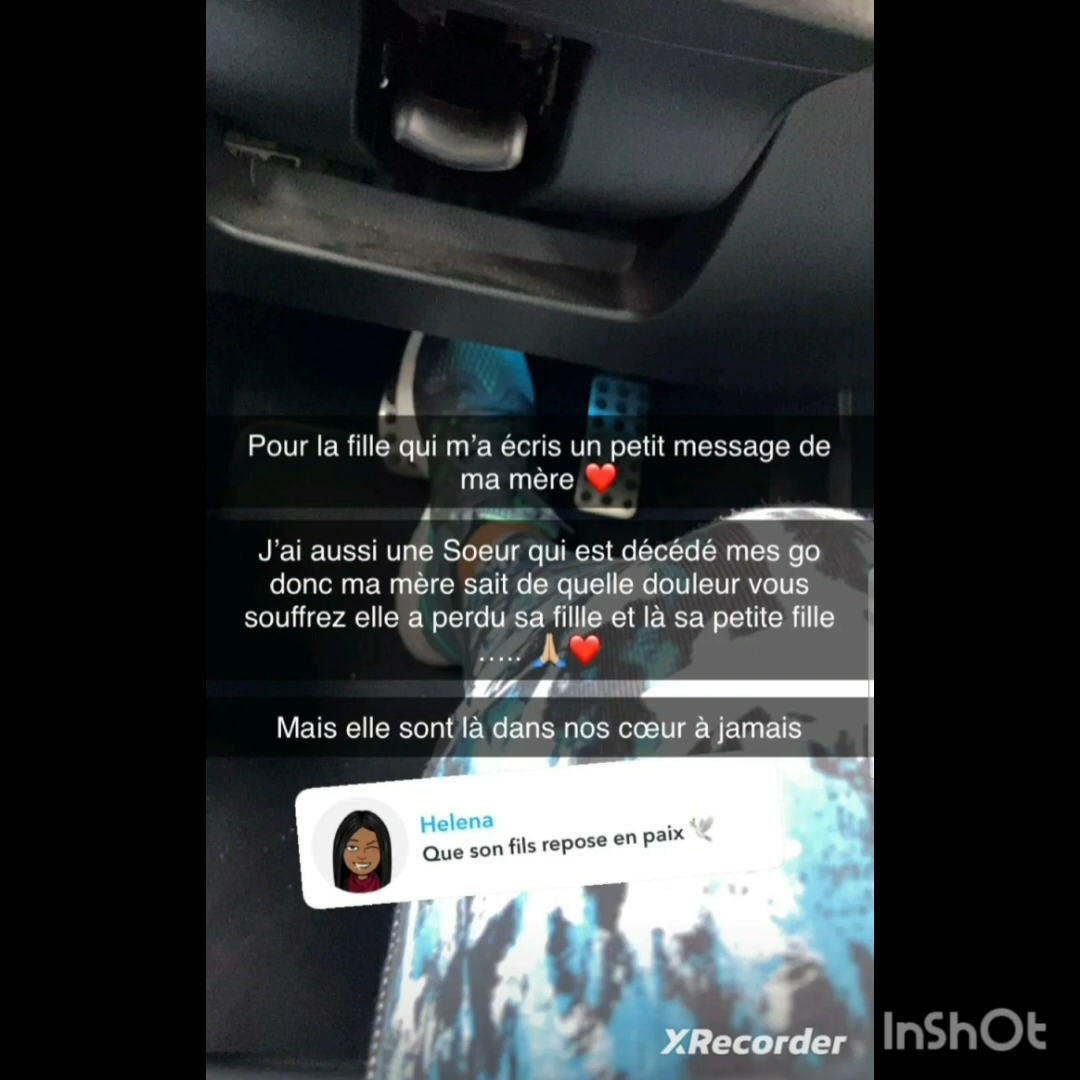 Pour la fille qui m'a écris un petit message de
ma mère ❤️
J'ai aussi une Soeur qui est décédé mes go
donc ma mère sait de quelle douleur vous
souffrez elle a perdu sa fillle et là sa petite fille
..... 🙏🏼❤️
Mais elle sont là dans nos cœur à jamais
Helena
Que son fils repose en paix 🕊️
XRecorder
InShOt